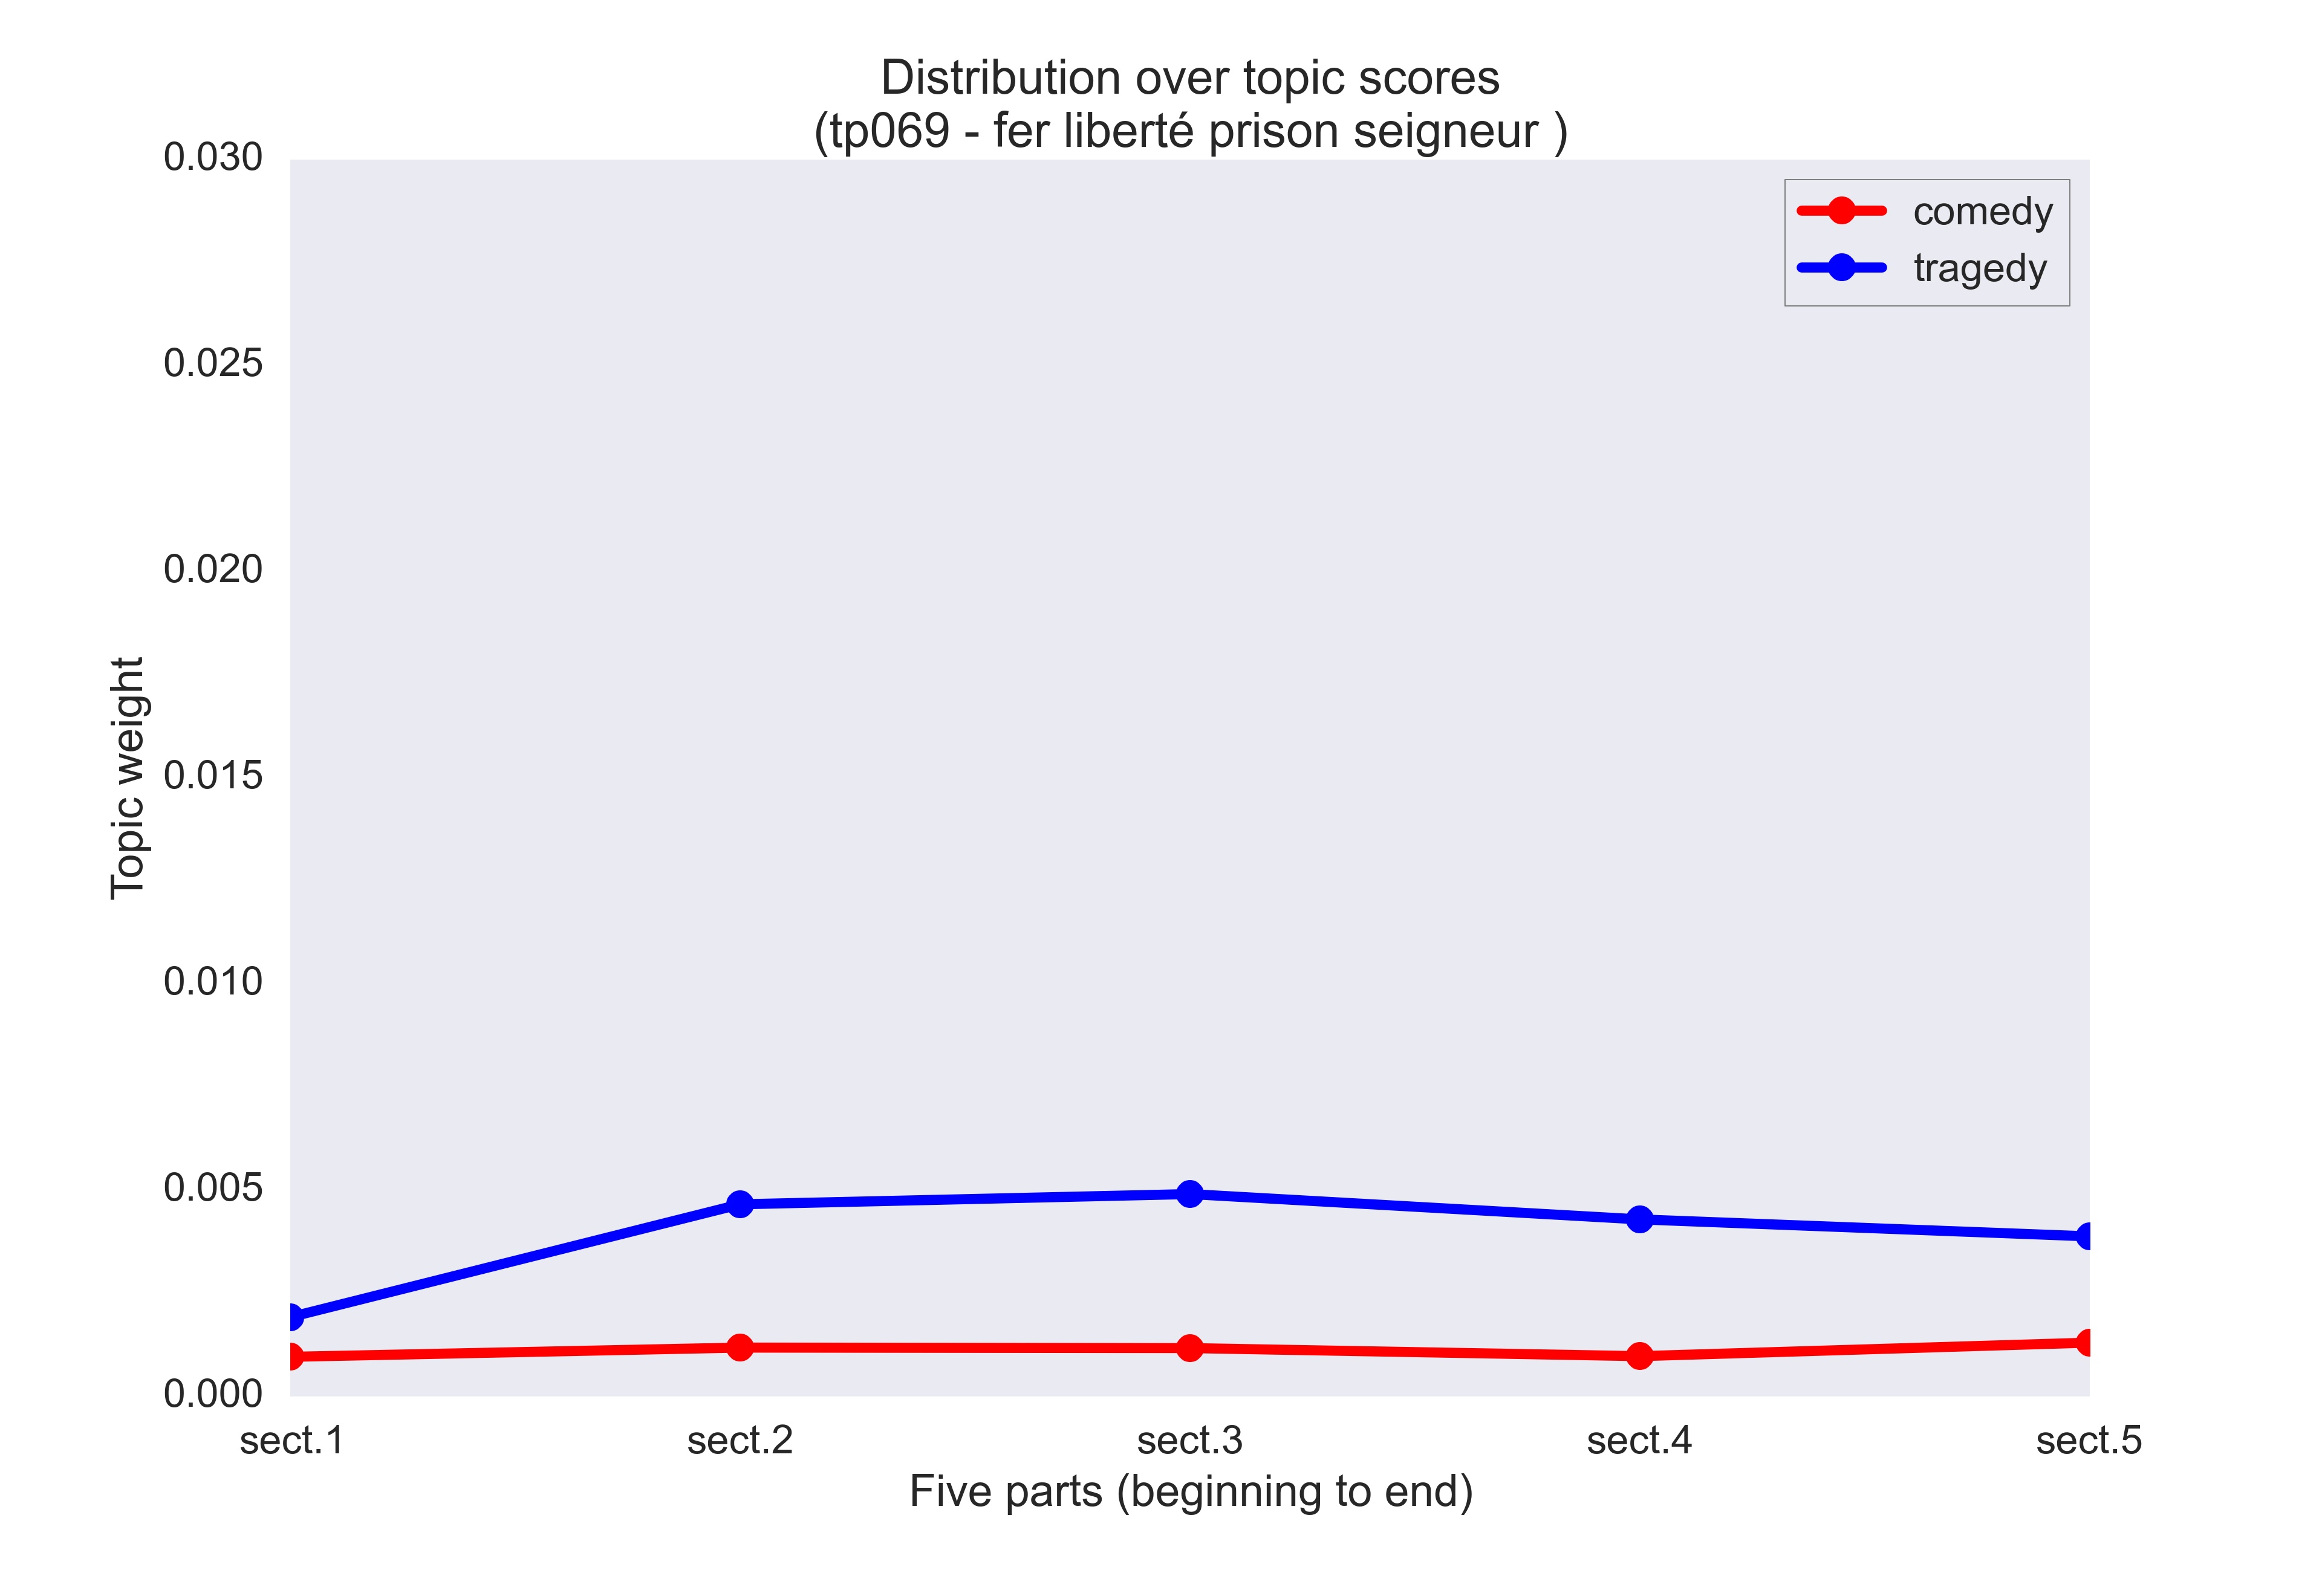 Distribution over topic scores
(tp069 - fer liberté prison seigneur )
0.030
0.025
0.020
0.015
0.010
0.005
0.000
Topic weight
comedy
tragedy
sect.1
sect.2
sect.3
sect.4
sect.5
Five parts (beginning to end)